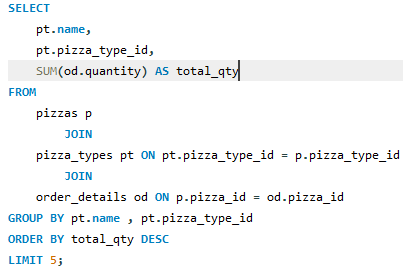 SELECT
pt.name,
pt.pizza_type_id,
SUM(od.quantity) AS total_qty
FROM
pizzas p
JOIN
pizza_types pt ON pt.pizza_type_id = p.pizza_type_id
JOIN
order_details od ON p.pizza_id = od.pizza_id
GROUP BY pt.name , pt.pizza_type_id
ORDER BY total_qty DESC
LIMIT 5;